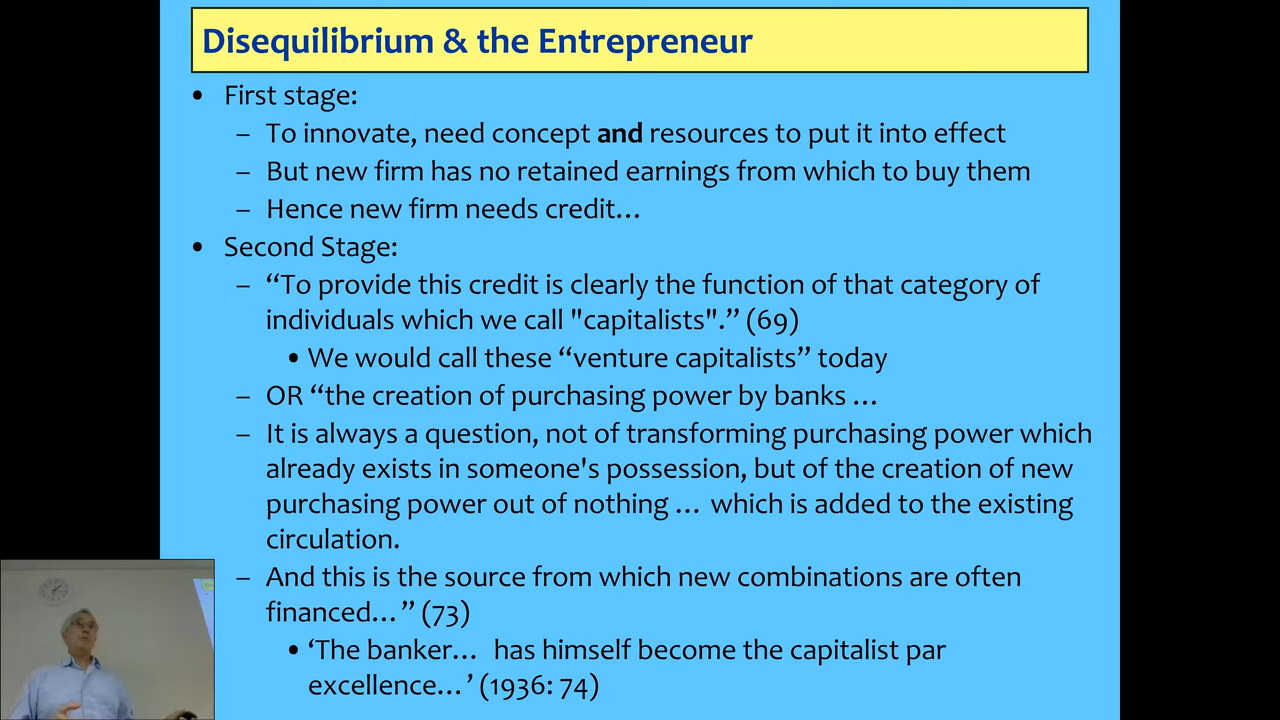 Disequilibrium & the Entrepreneur
• First stage:
– To innovate, need concept and resources to put it into effect
– But new firm has no retained earnings from which to buy them
– Hence new firm needs credit…
• Second Stage:
– “To provide this credit is clearly the function of that category of
individuals which we call "capitalists".” (69)
• We would call these “venture capitalists” today
– OR “the creation of purchasing power by banks …
– It is always a question, not of transforming purchasing power which
already exists in someone's possession, but of the creation of new
purchasing power out of nothing … which is added to the existing
circulation.
– And this is the source from which new combinations are often
financed…” (73)
• ‘The banker… has himself become the capitalist par
excellence…’ (1936: 74)